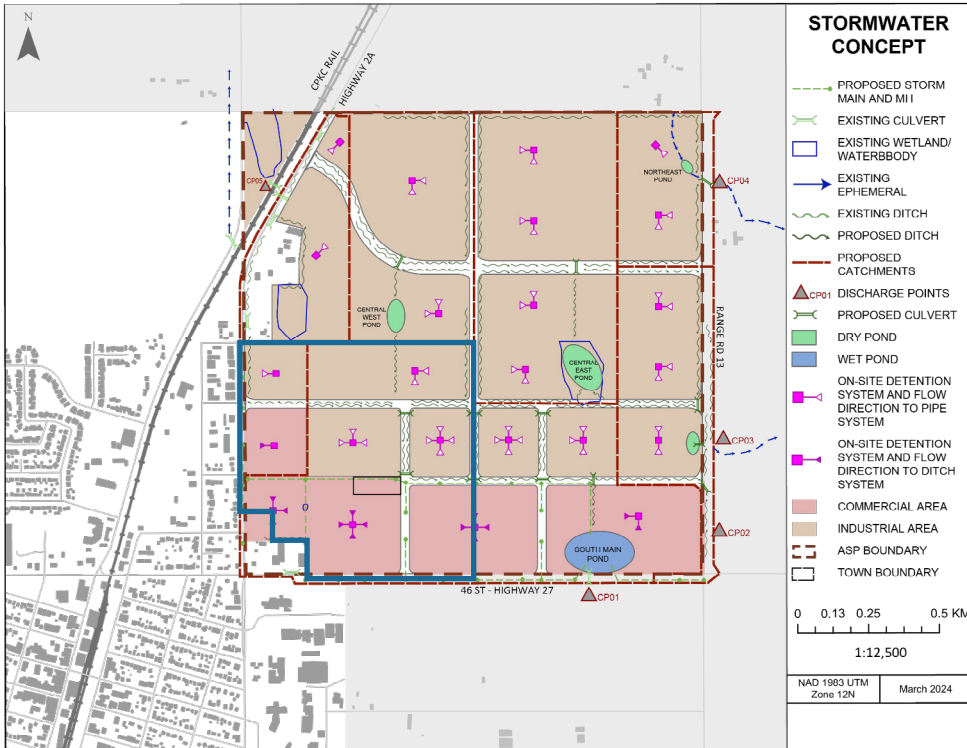 STORMWATER
CONCEPT
N
CPKC RAIL
HIGHWAY 2A
PROPOSED STORM
MAIN AND MH
EXISTING CULVERT
EXISTING WETLAND/
WATERBBODY
EXISTING
EPHEMERAL
EXISTING DITCH
PROPOSED DITCH
PROPOSED
CATCHMENTS
CP01 DISCHARGE POINTS
PROPOSED CULVERT
DRY POND
WET POND
ON-SITE DETENTION
SYSTEM AND FLOW
DIRECTION TO PIPE
SYSTEM
ON-SITE DETENTION
SYSTEM AND FLOW
DIRECTION TO DITCH
SYSTEM
COMMERCIAL AREA
INDUSTRIAL AREA
ASP BOUNDARY
TOWN BOUNDARY
0 0.13 0.25 0.5 KM
1:12,500
NAD 1983 UTM
Zone 12N
March 2024
CP05
NORTHEAST
POND
CP04
CENTRAL
WEST
POND
RANGE RD 13
CENTRAL
EAST
POND
CP03
CP02
SOUTH MAIN
POND
46 ST - HIGHWAY 27
CP01